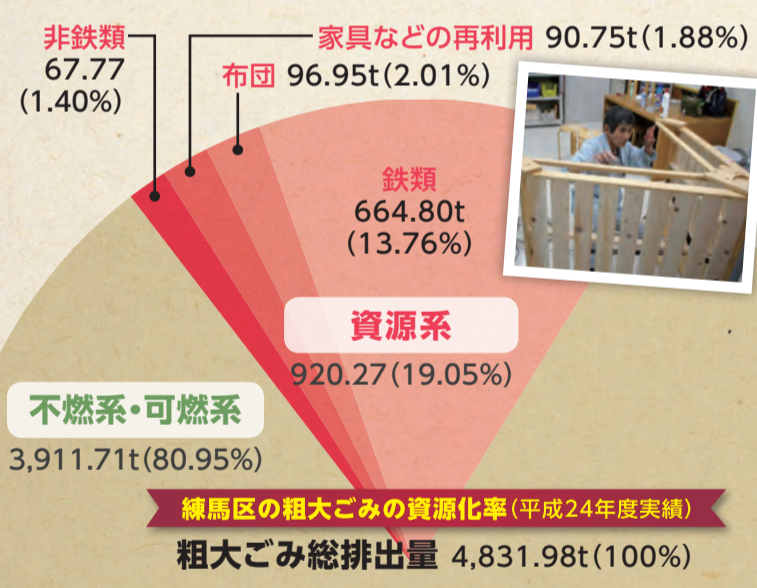 非鉄類
67.77
(1.40%)
家具などの再利用 90.75t(1.88%)
布団 96.95t(2.01%)
鉄類
664.80t
(13.76%)
資源系
920.27(19.05%)
不燃系・可燃系
3,911.71t(80.95%)
練馬区の粗大ごみの資源化率(平成24年度実績)
粗大ごみ総排出量 4,831.98t(100%)